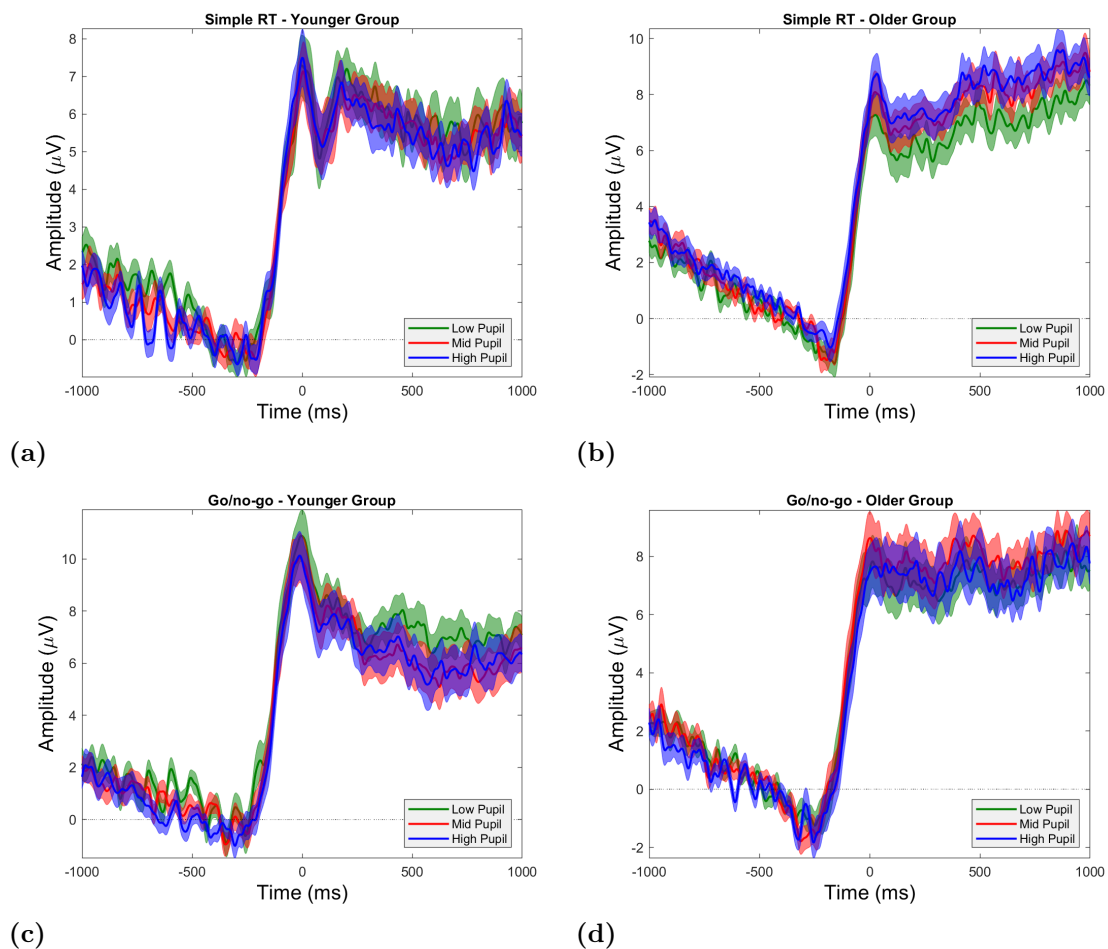 Simple RT - Younger Group
8
7
6
5
4
3
2
1
0
Amplitude (μV)
Low Pupil
Mid Pupil
High Pupil
-1000
-500
0
500
1000
Time (ms)
(a)
Simple RT - Older Group
10
8
6
4
2
0
-2
Amplitude (μV)
Low Pupil
Mid Pupil
High Pupil
-1000
-500
0
500
1000
Time (ms)
(b)
Go/no-go - Younger Group
10
8
6
4
2
0
Amplitude (μV)
Low Pupil
Mid Pupil
High Pupil
-1000
-500
0
500
1000
Time (ms)
(c)
Go/no-go - Older Group
8
6
4
2
0
-2
Amplitude (μV)
Low Pupil
Mid Pupil
High Pupil
-1000
-500
0
500
1000
Time (ms)
(d)